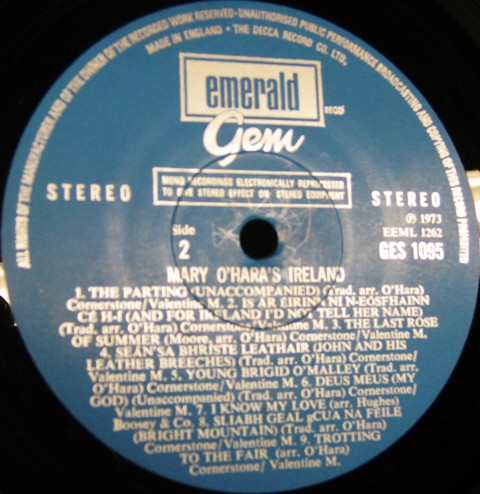 ALL RIGHTS OF THE MANUFACTURER AND OF THE OWNER OF THE RECORDED WORK RESERVED · UNAUTHORISED PUBLIC PERFORMANCE BROADCASTING AND COPYING OF THIS RECORD PROHIBITED
MADE IN ENGLAND · THE DECCA RECORD CO. LTD.
emerald
Gem
MONO RECORDINGS ELECTRONICALLY REPROCESSED
TO GIVE STEREO EFFECT ON STEREO EQUIPMENT
STEREO
STEREO
℗ 1973
EEML 1262
GES 1095
Side
2
MARY O'HARA'S IRELAND
1. THE PARTING (UNACCOMPANIED) (Trad. arr. O'Hara)
Cornerstone/Valentine M. 2. IS ÁR ÉIRINN NÍ N-EÓSFHAINN
CÉ H-Í (AND FOR IRELAND I'D NOT TELL HER NAME)
(Trad. arr. O'Hara) Cornerstone/Valentine M. 3. THE LAST ROSE
OF SUMMER (Moore, arr. O'Hara) Cornerstone/Valentine M.
4. SEÁN'SA BHRISTE LEATHAIR (JOHN AND HIS
LEATHER BREECHES) (Trad. arr. O'Hara) Cornerstone/
Valentine M. 5. YOUNG BRIGID O'MALLEY (Trad. arr.
O'Hara) Cornerstone/Valentine M. 6. DEUS MEUS (MY
GOD) (Unaccompanied) (Trad. arr. O'Hara) Cornerstone/
Valentine M. 7. I KNOW MY LOVE (arr. Hughes)
Boosey & Co. 8. SLIABH GEAL gCUA NA FÉILE
(BRIGHT MOUNTAIN) (Trad. arr. O'Hara)
Cornerstone/Valentine M. 9. TROTTING
TO THE FAIR (arr. O'Hara)
Cornerstone/Valentine M.